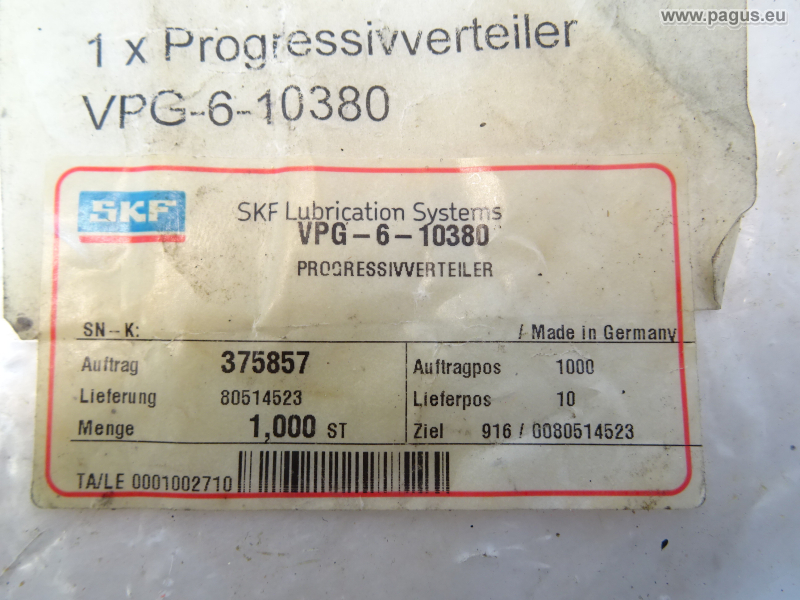 www.pagus.eu
1 x Progressivverteiler
VPG-6-10380
SKF SKF Lubrication Systems
VPG-6-10380
PROGRESSIVVERTEILER
SN-K: / Made in Germany
Auftrag 375857 Auftragpos 1000
Lieferung 80514523 Lieferpos 10
Menge 1,000 ST Ziel 916 / 0080514523
TA/LE 0001002710